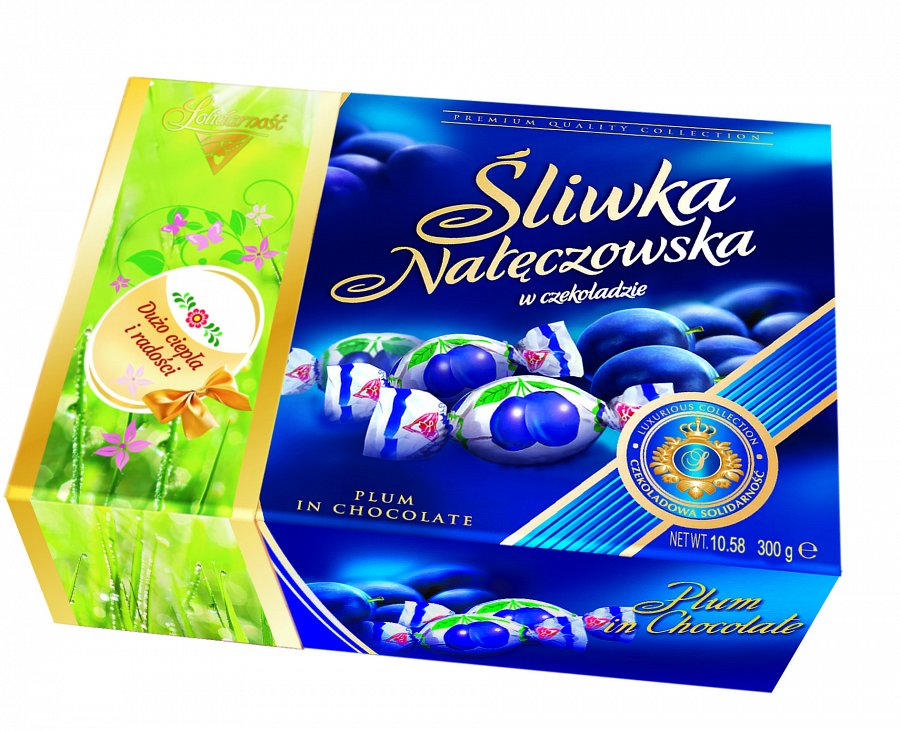 Solidarność
Dużo ciepła
i radości
PREMIUM QUALITY COLLECTION
Śliwka
Nałęczowska
w czekoladzie
PLUM
IN CHOCOLATE
LUXURIOUS COLLECTION
S
CZEKOLADOWA SOLIDARNOŚĆ
NET WT. 10.58 300 g ℮
Plum
in Chocolate